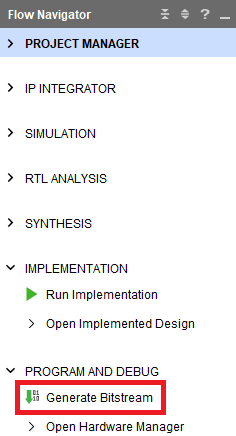 Flow Navigator
PROJECT MANAGER
IP INTEGRATOR
SIMULATION
RTL ANALYSIS
SYNTHESIS
IMPLEMENTATION
Run Implementation
Open Implemented Design
PROGRAM AND DEBUG
Generate Bitstream
Open Hardware Manager